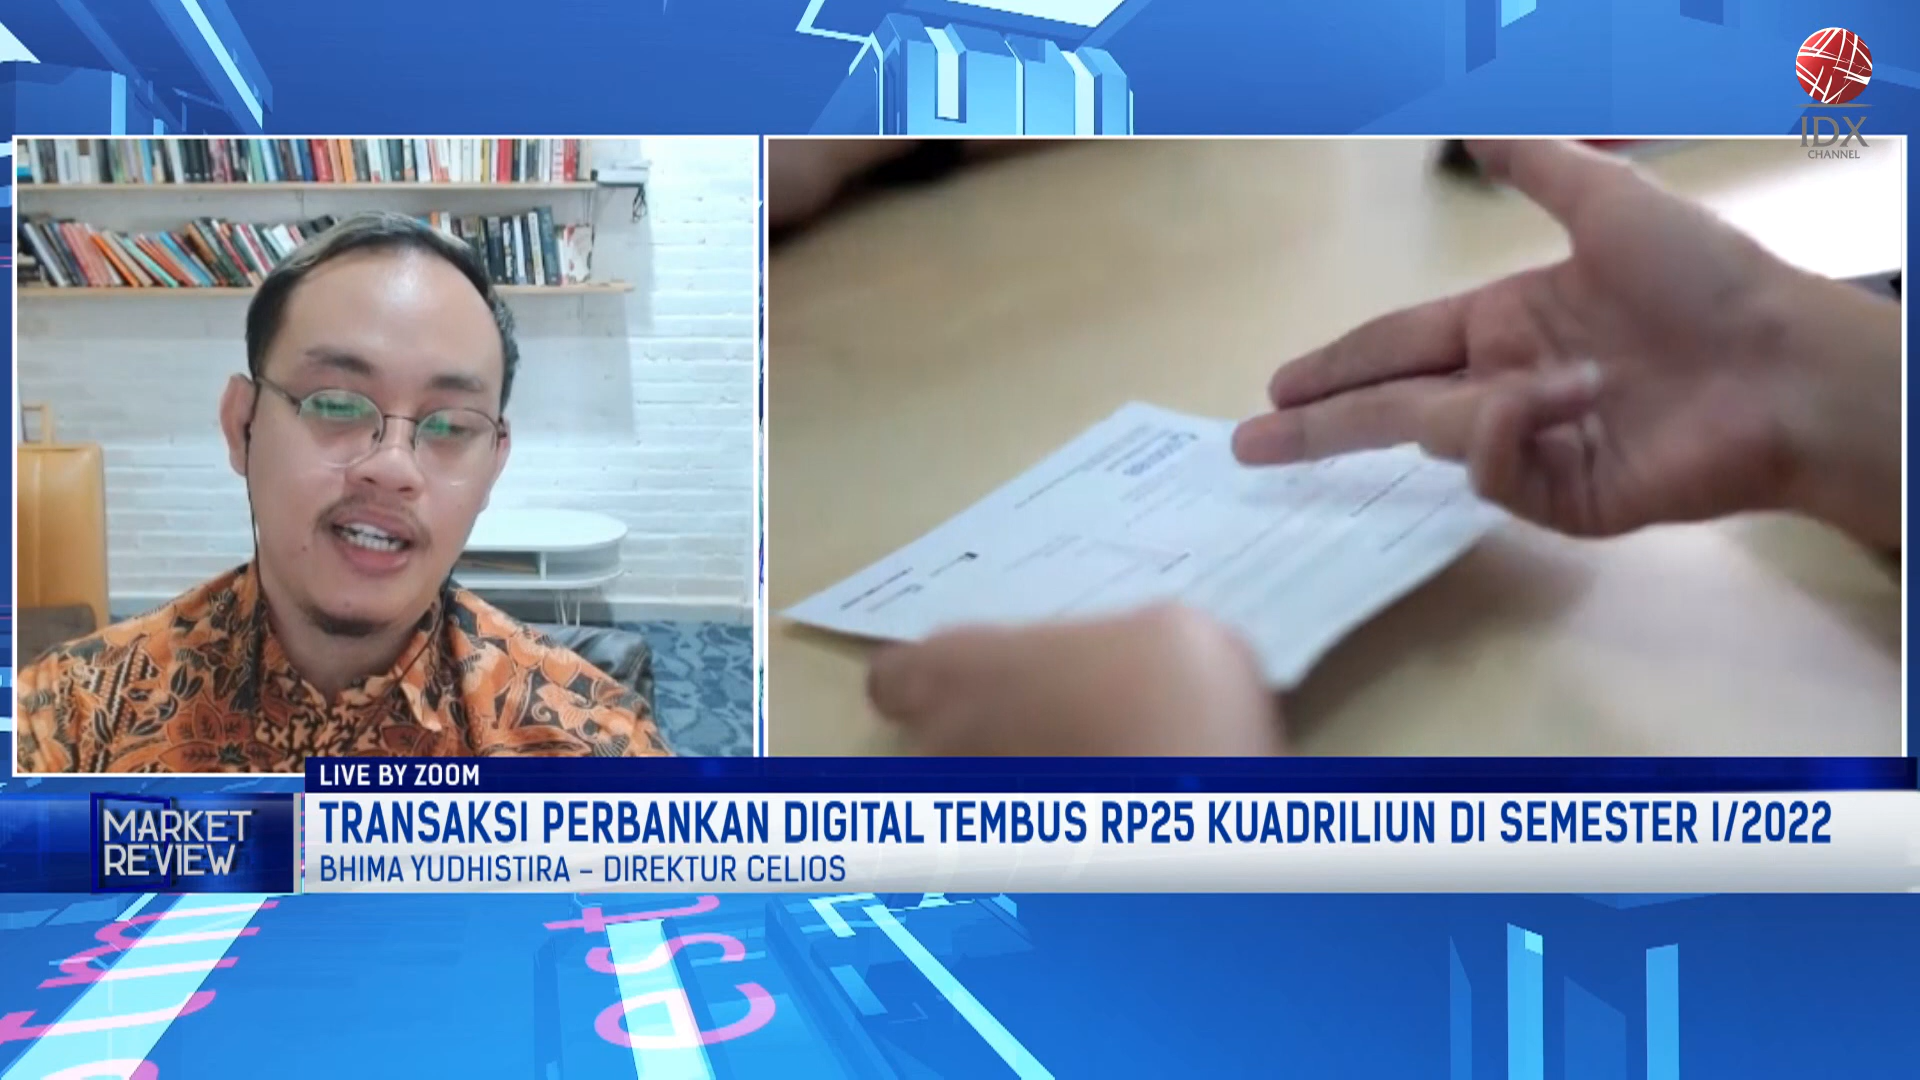 IDX
CHANNEL
LIVE BY ZOOM
MARKET
REVIEW
TRANSAKSI PERBANKAN DIGITAL TEMBUS RP25 KUADRILIUN DI SEMESTER I/2022
BHIMA YUDHISTIRA – DIREKTUR CELIOS